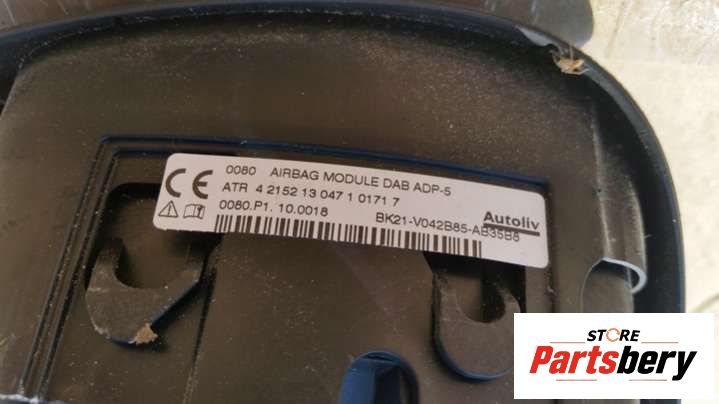 0080 AIRBAG MODULE DAB ADP-5
ATR 4 2152 13 047 1 0171 7
0080.P1. 10.0018
CE
BK21-V042B85-AB35B8
Autoliv
STORE
Partsbery